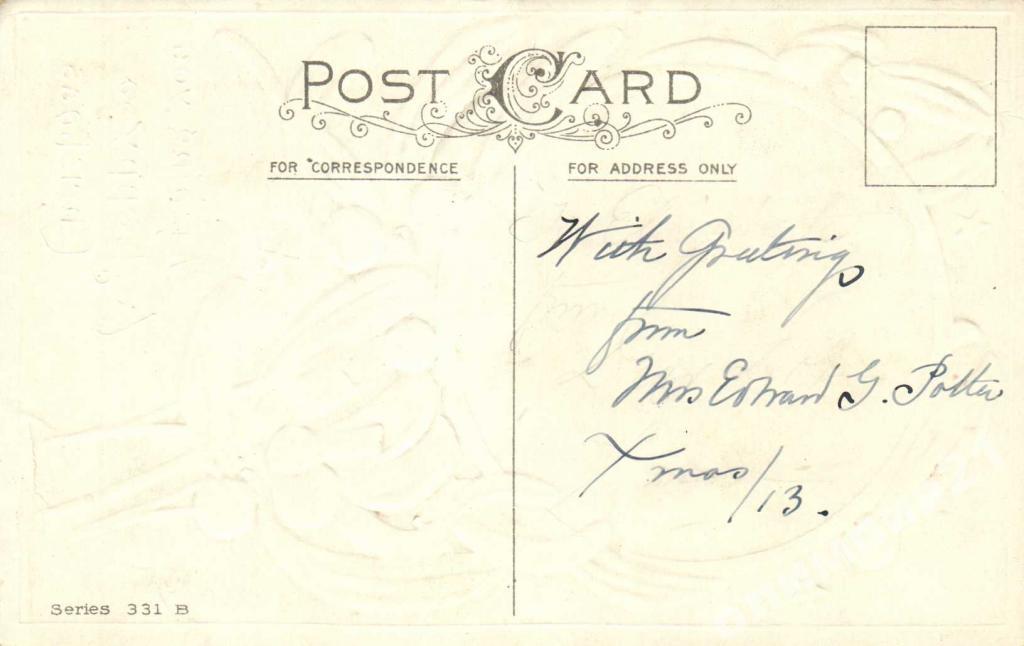 POST CARD
FOR CORRESPONDENCE
FOR ADDRESS ONLY
With Greetings
from
Mrs Edward G. Potter
Xmas/13.
Series 331 B